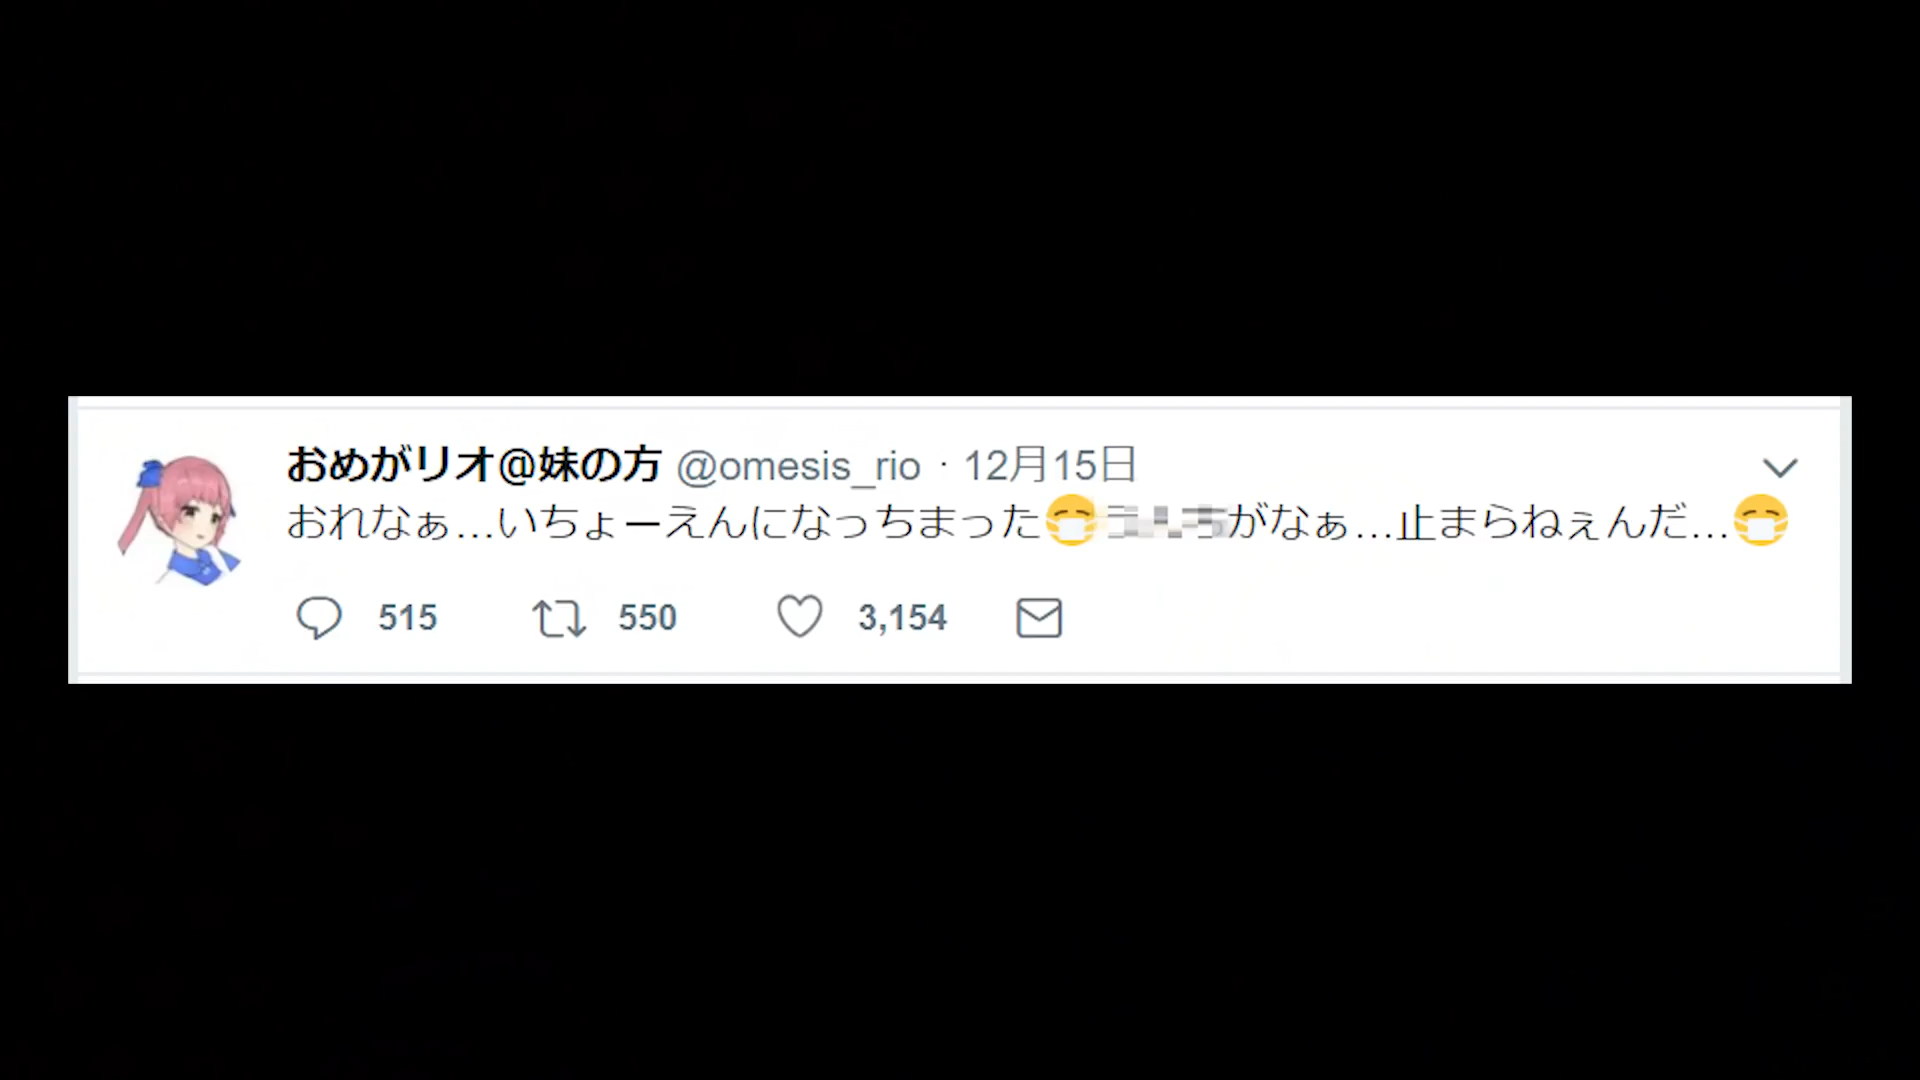 おめがリオ@妹の方 @omesis_rio · 12月15日
おれなぁ…いちょーえんになっちまった😷がなぁ…止まらねぇんだ…😷
515 550 3,154